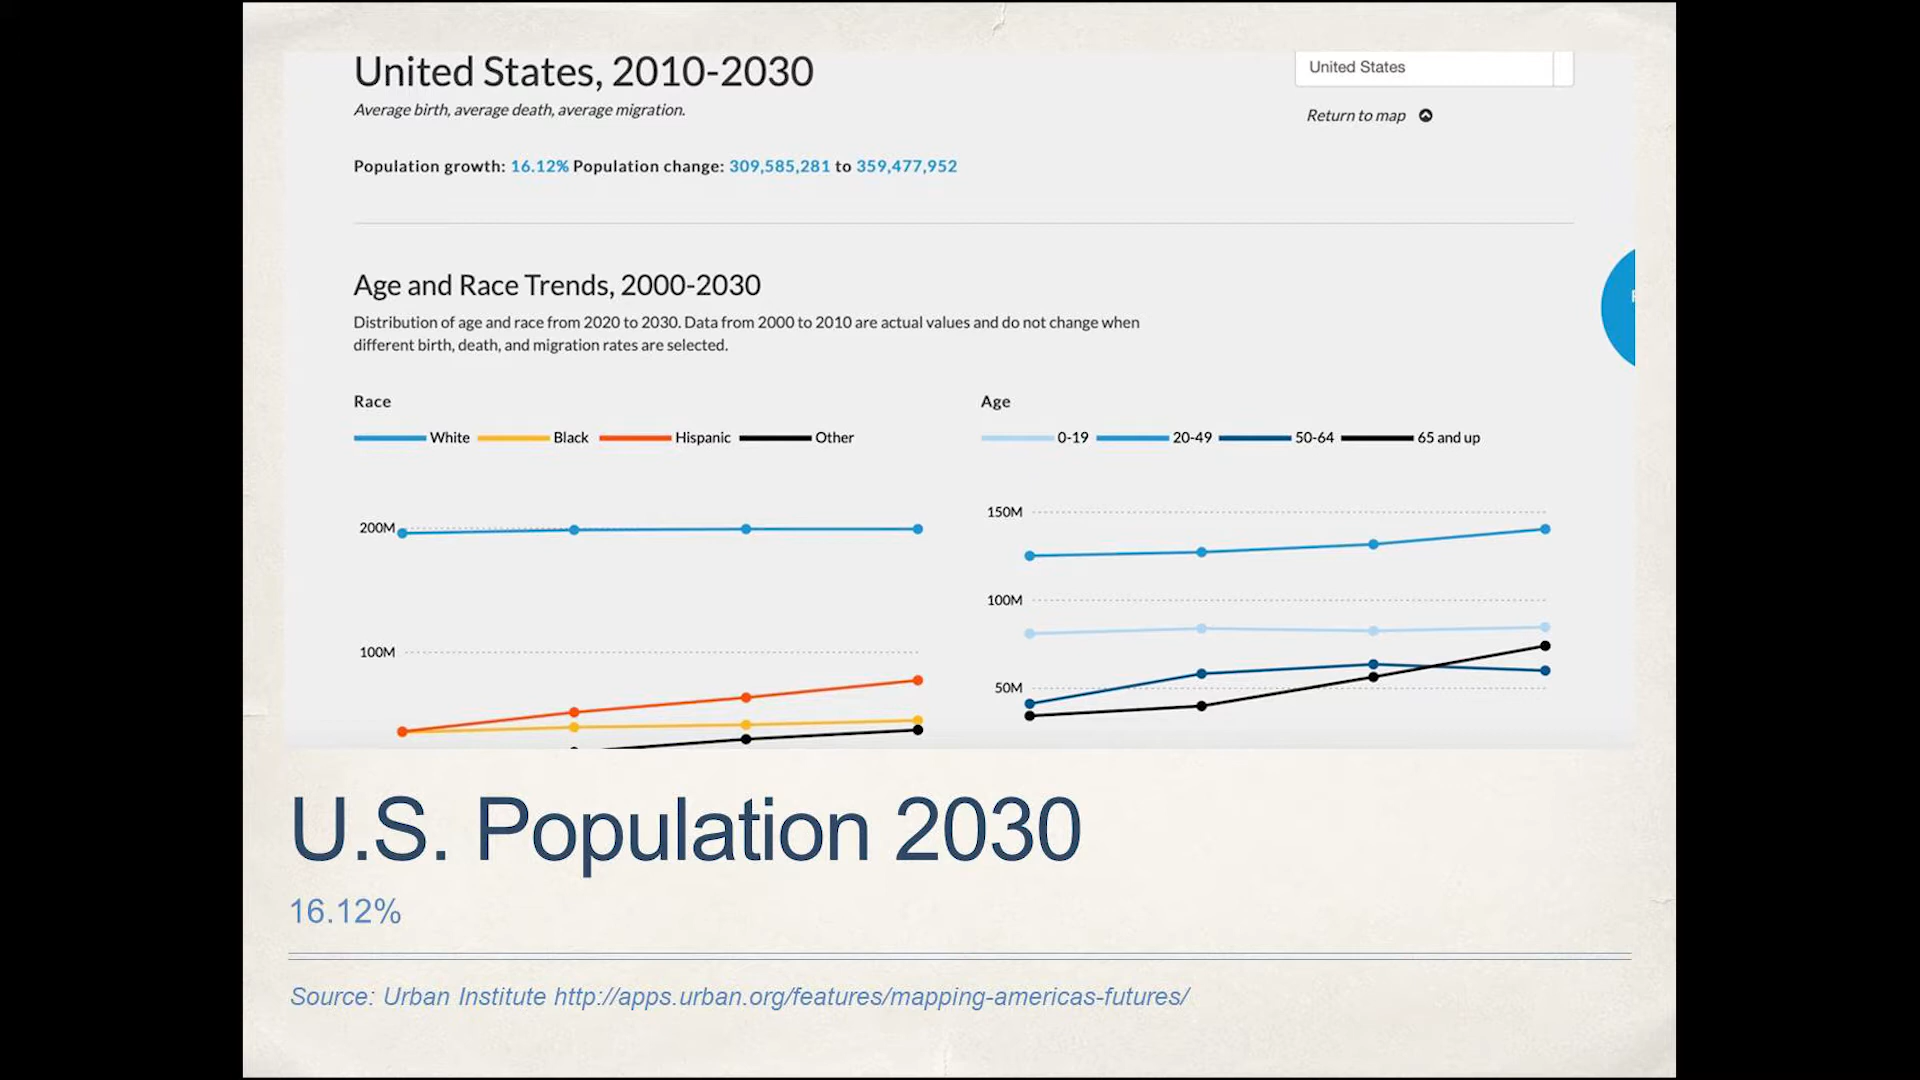 United States, 2010-2030
United States
Average birth, average death, average migration.
Return to map
Population growth: 16.12% Population change: 309,585,281 to 359,477,952
Age and Race Trends, 2000-2030
Distribution of age and race from 2020 to 2030. Data from 2000 to 2010 are actual values and do not change when
different birth, death, and migration rates are selected.
Race
White Black Hispanic Other
200M
100M
Age
0-19 20-49 50-64 65 and up
150M
100M
50M
U.S. Population 2030
16.12%
Source: Urban Institute http://apps.urban.org/features/mapping-americas-futures/